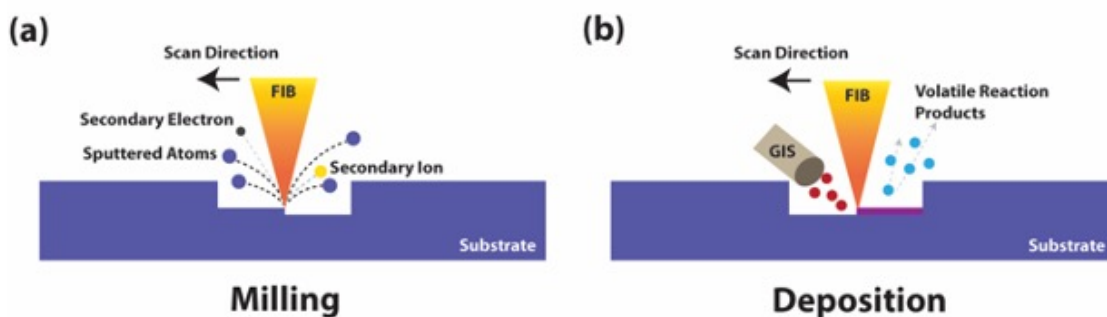 (a)
Scan Direction
FIB
Secondary Electron
Sputtered Atoms
Secondary Ion
Substrate
Milling
(b)
Scan Direction
FIB
Volatile Reaction
Products
GIS
Substrate
Deposition